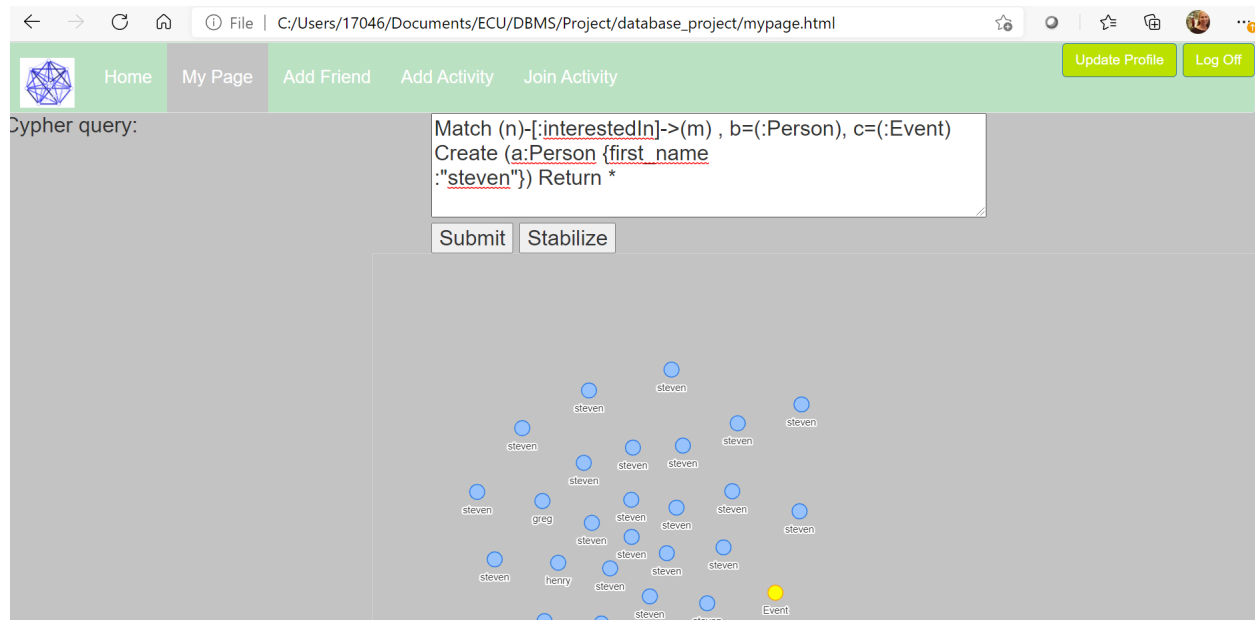 File
C:/Users/17046/Documents/ECU/DBMS/Project/database_project/mypage.html
Home My Page Add Friend Add Activity Join Activity Update Profile Log Off
Cypher query:
Match (n)-[:interestedIn]->(m) , b=(:Person), c=(:Event)
Create (a:Person {first_name
:"steven"}) Return *
Submit Stabilize
steven
steven
steven
steven
steven
steven
steven
steven
steven
greg
steven
steven
steven
steven
steven
steven
steven
steven
steven
henry
steven
Event
steven
steven